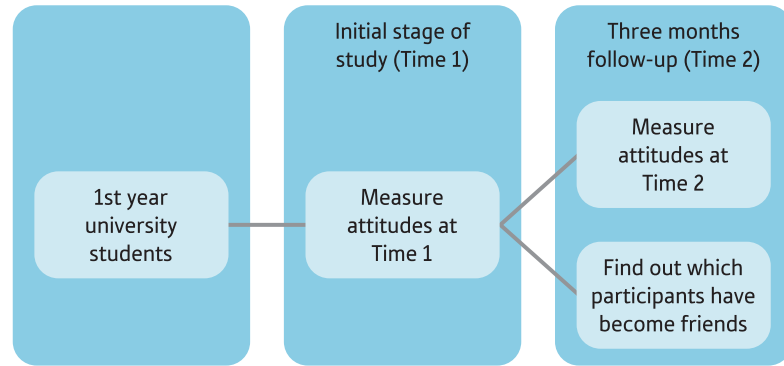 1st year
university
students
Initial stage of
study (Time 1)
Measure
attitudes at
Time 1
Three months
follow-up (Time 2)
Measure
attitudes at
Time 2
Find out which
participants have
become friends